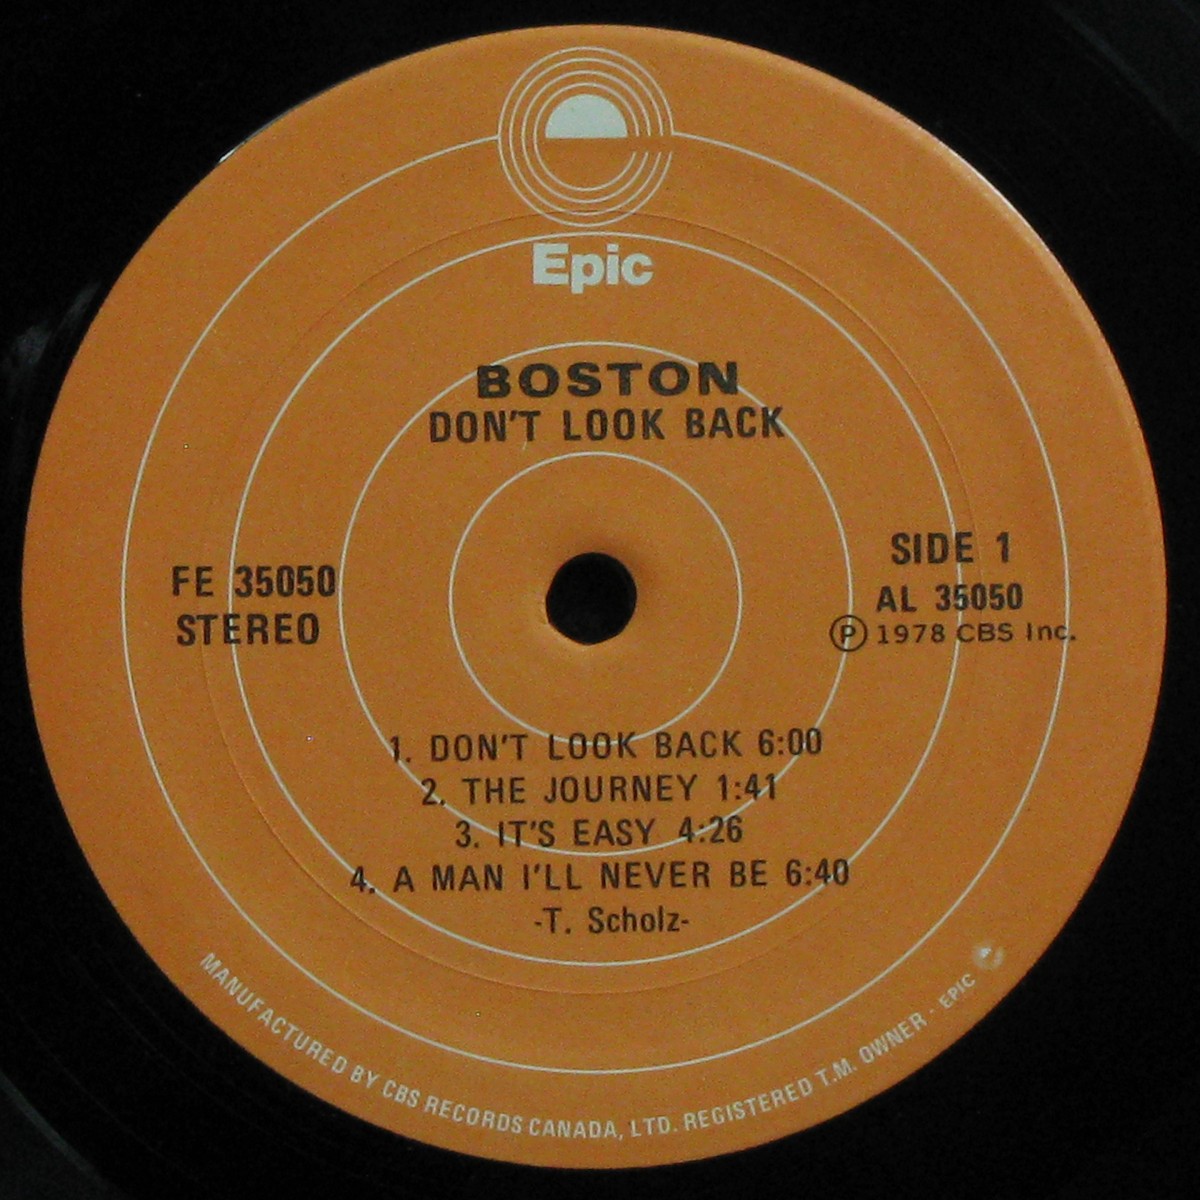 Epic
BOSTON
DON'T LOOK BACK
FE 35050
STEREO
SIDE 1
AL 35050
Ⓟ 1978 CBS Inc.
1. DON'T LOOK BACK 6:00
2. THE JOURNEY 1:41
3. IT'S EASY 4:26
4. A MAN I'LL NEVER BE 6:40
-T. Scholz-
MANUFACTURED BY CBS RECORDS CANADA, LTD. REGISTERED T.M. OWNER · EPIC